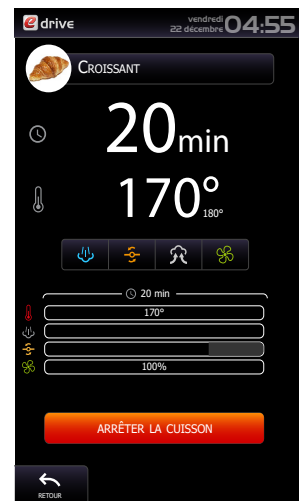 e drive
vendredi
22 décembre
04:55
CROISSANT
20min
170°
180°
20 min
170°
100%
ARRÊTER LA CUISSON
RETOUR